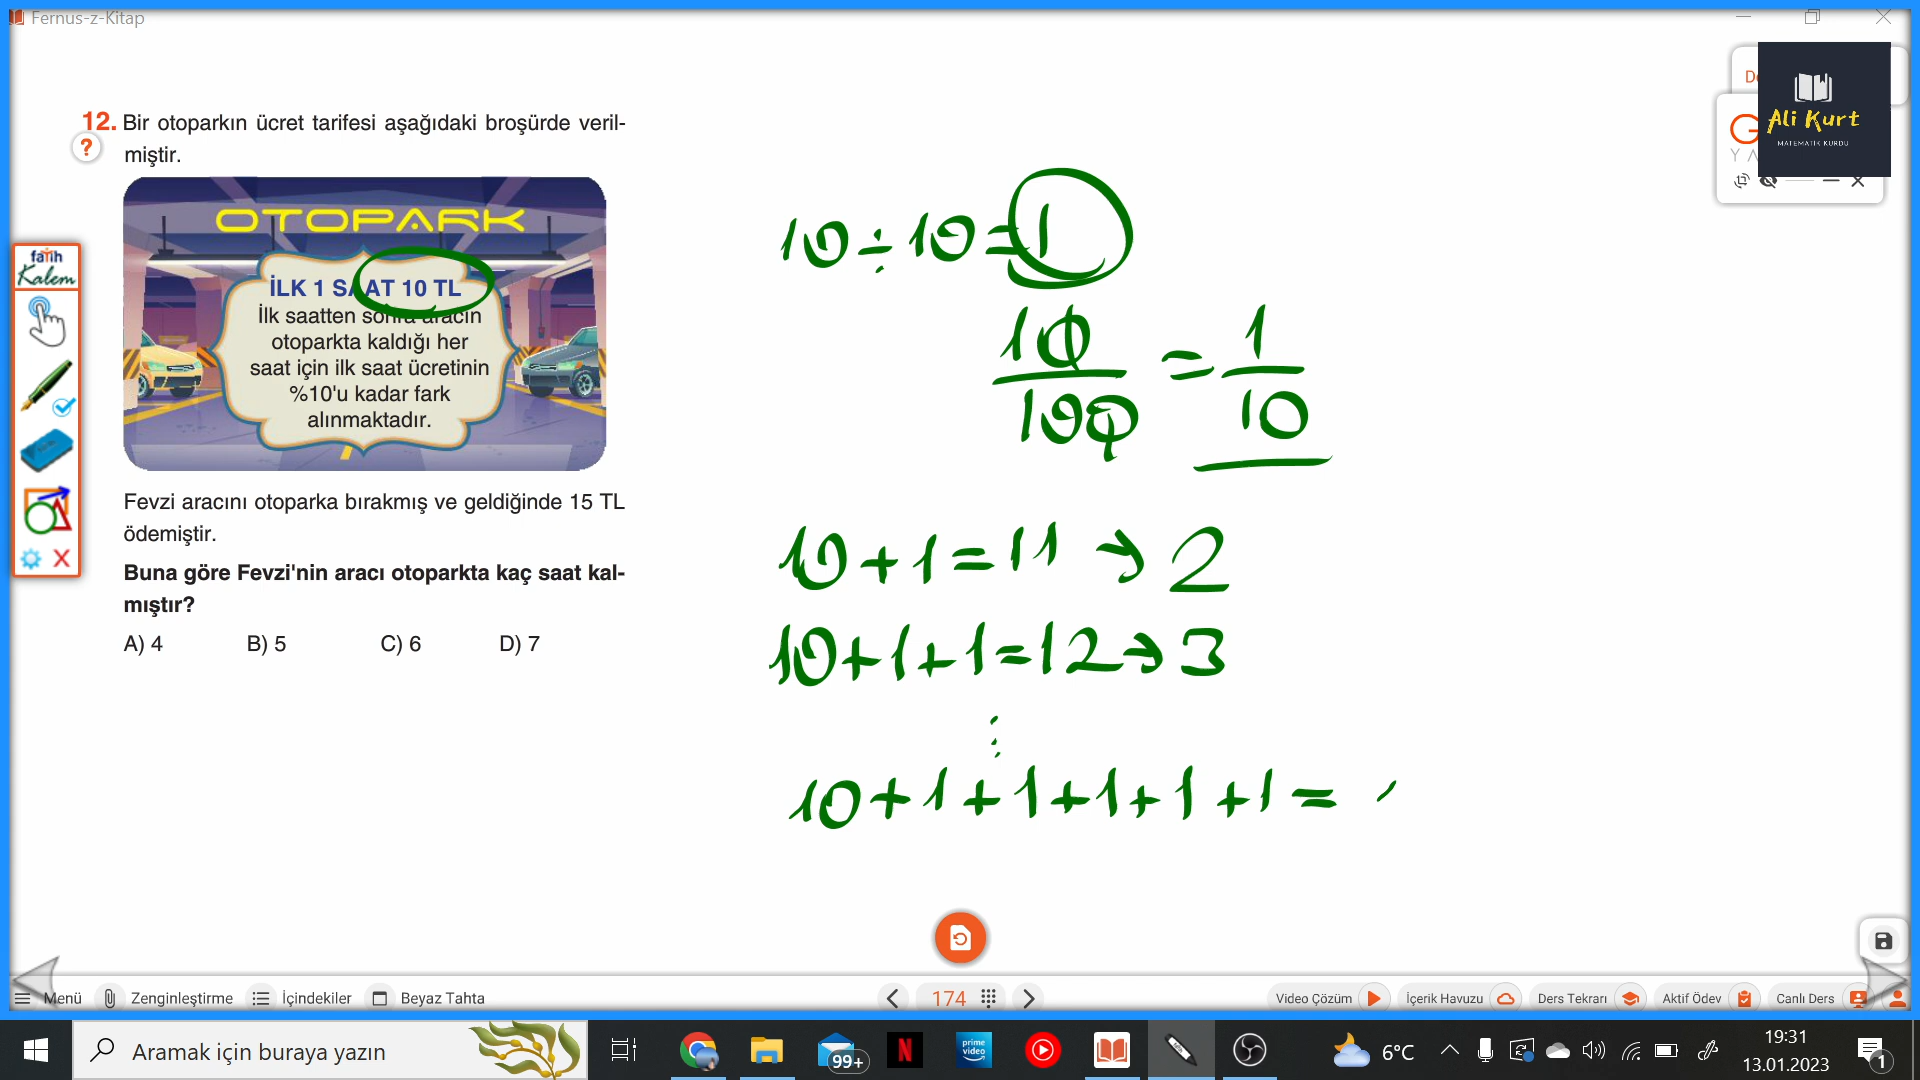 Fernus-z-Kitap
Ali Kurt
MATEMATİK KURDU
12. Bir otoparkın ücret tarifesi aşağıdaki broşürde veril-
miştir.
?
OTOPARK
İLK 1 SAAT 10 TL
İlk saatten sonra aracın
otoparkta kaldığı her
saat için ilk saat ücretinin
%10'u kadar fark
alınmaktadır.
Fevzi aracını otoparka bırakmış ve geldiğinde 15 TL
ödemiştir.
Buna göre Fevzi'nin aracı otoparkta kaç saat kal-
mıştır?
A) 4 B) 5 C) 6 D) 7
fatih
Kalem
10÷10=1
10/100 = 1/10
10+1=11 → 2
10+1+1=12→3
⋮
10+1+1+1+1+1=
Menü Zenginleştirme İçindekiler Beyaz Tahta 174 Video Çözüm İçerik Havuzu Ders Tekrarı Aktif Ödev Canlı Ders
Aramak için buraya yazın 99+ N prime video 6°C 19:31
13.01.2023 1